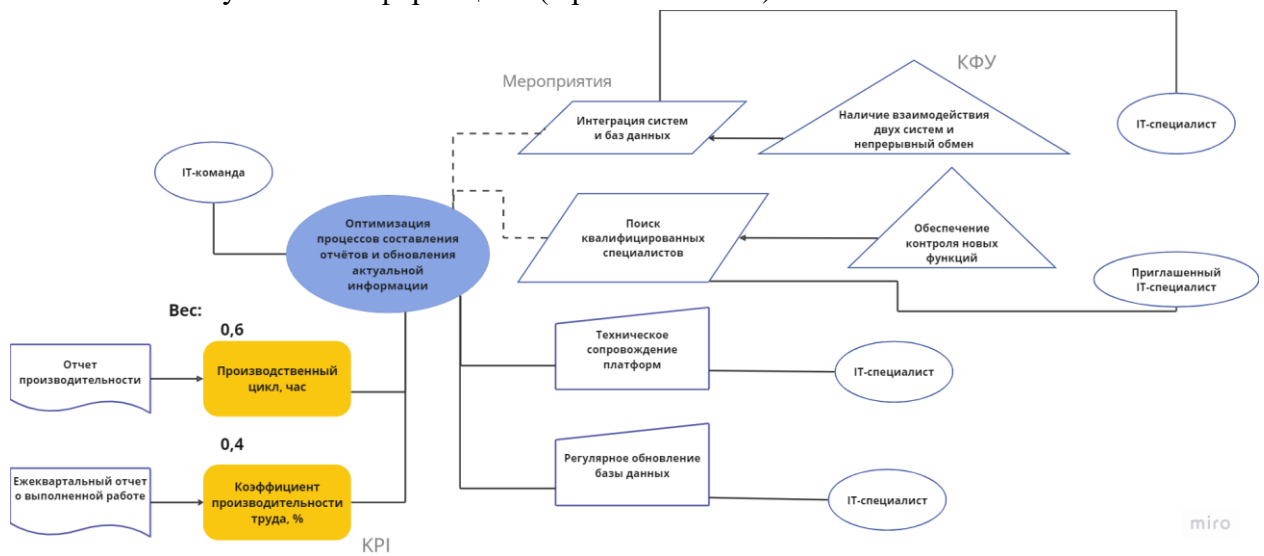 КФУ
Мероприятия
Интеграция систем
и баз данных
Наличие взаимодействия
двух систем и
непрерывный обмен
IT-специалист
IT-команда
Оптимизация
процессов составления
отчётов и обновления
актуальной
информации
Поиск
квалифицированных
специалистов
Обеспечение
контроля новых
функций
Приглашенный
IT-специалист
Вес:
0,6
Отчет
производительности
Производственный
цикл, час
Техническое
сопровождение
платформ
IT-специалист
0,4
Ежеквартальный отчет
о выполненной работе
Коэффициент
производительности
труда, %
Регулярное обновление
базы данных
IT-специалист
KPI
miro